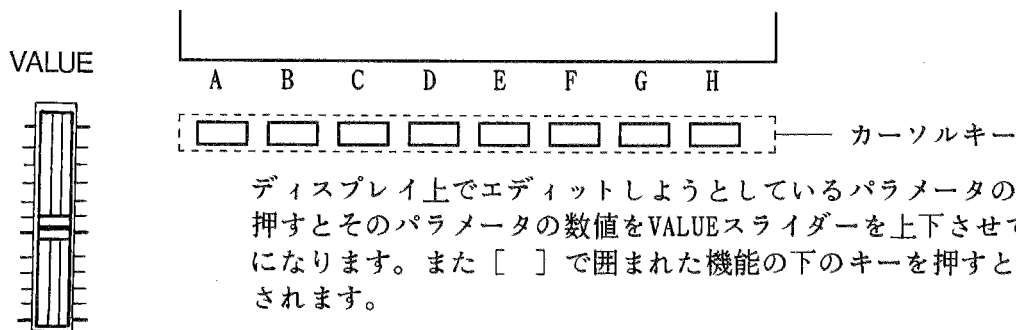 VALUE
A B C D E F G H
カーソルキー
ディスプレイ上でエディットしようとしているパラメータの
押すとそのパラメータの数値をVALUEスライダーを上下させて
になります。また［　］で囲まれた機能の下のキーを押すと
されます。